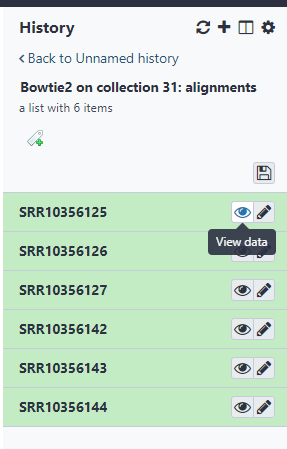 History
Back to Unnamed history
Bowtie2 on collection 31: alignments
a list with 6 items
SRR10356125
View data
SRR10356126
SRR10356127
SRR10356142
SRR10356143
SRR10356144